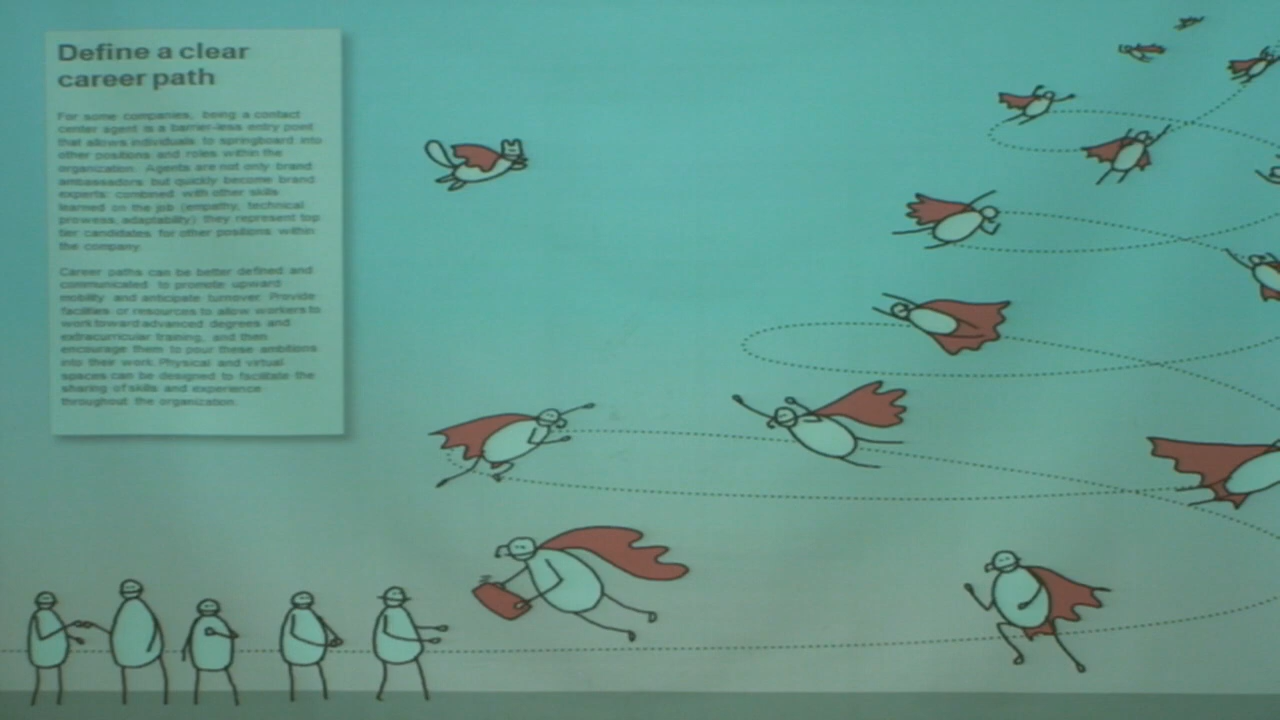 Define a clear
career path
For some companies, being a contact
center agent is a barrier-less entry point
that allows individuals to springboard into
other positions and roles within the
organization. Agents are not only brand
ambassadors but quickly become brand
experts: combined with other skills
learned on the job (empathy, technical
prowess, adaptability) they represent top
tier candidates for other positions within
the company.
Career paths can be better defined and
communicated to promote upward
mobility and anticipate turnover. Provide
facilities or resources to allow workers to
work toward advanced degrees and
extracurricular training, and then
encourage them to pour these ambitions
into their work. Physical and virtual
spaces can be designed to facilitate the
sharing of skills and experience
throughout the organization.